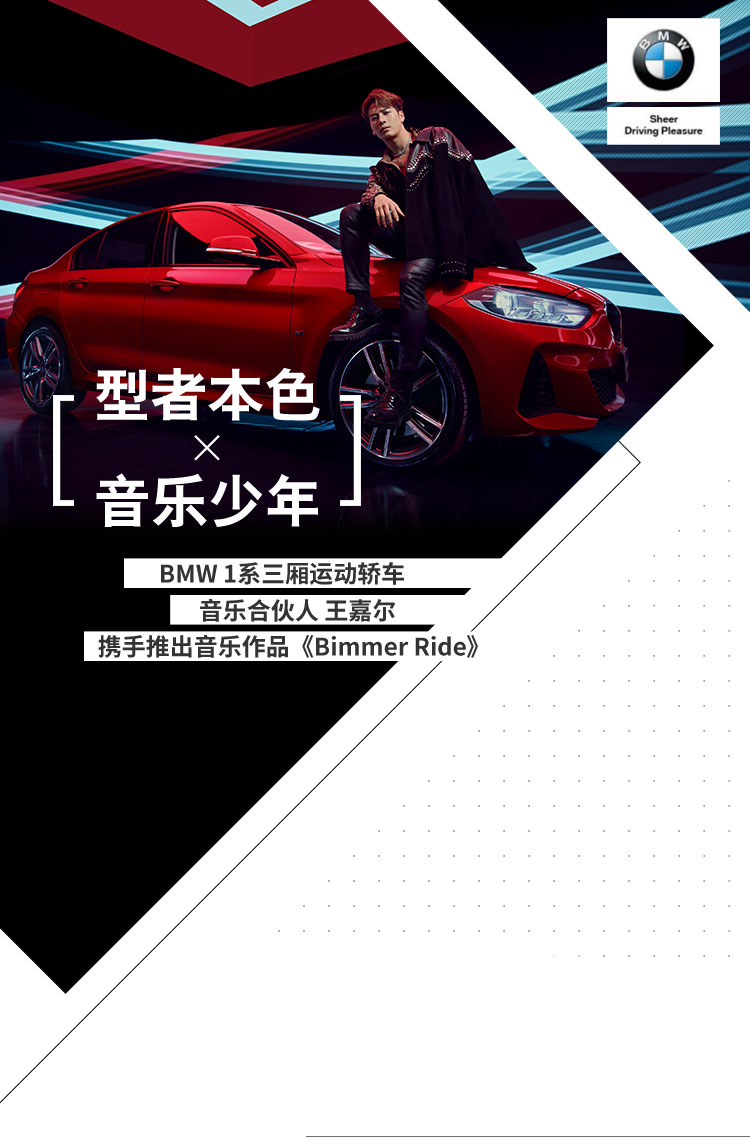 BMW
Sheer
Driving Pleasure
型者本色
×
音乐少年
BMW 1系三厢运动轿车
音乐合伙人 王嘉尔
携手推出音乐作品《Bimmer Ride》